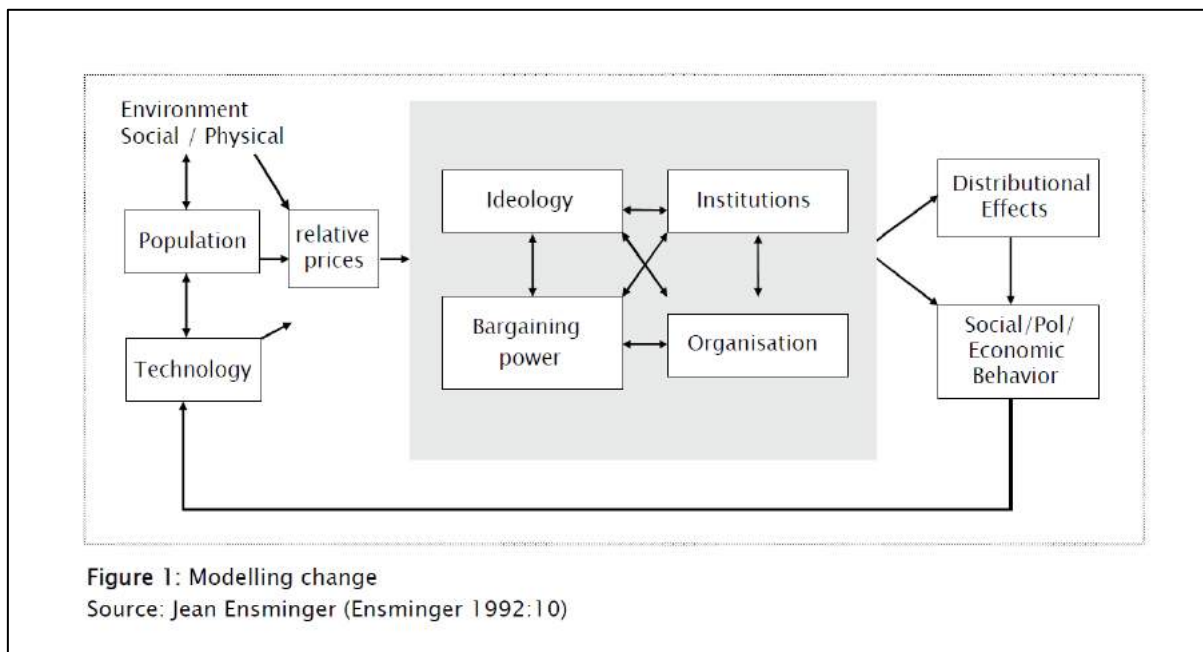 Environment
Social / Physical
Population
Technology
relative
prices
Ideology
Institutions
Bargaining
power
Organisation
Distributional
Effects
Social/Pol/
Economic
Behavior
Figure 1: Modelling change
Source: Jean Ensminger (Ensminger 1992:10)